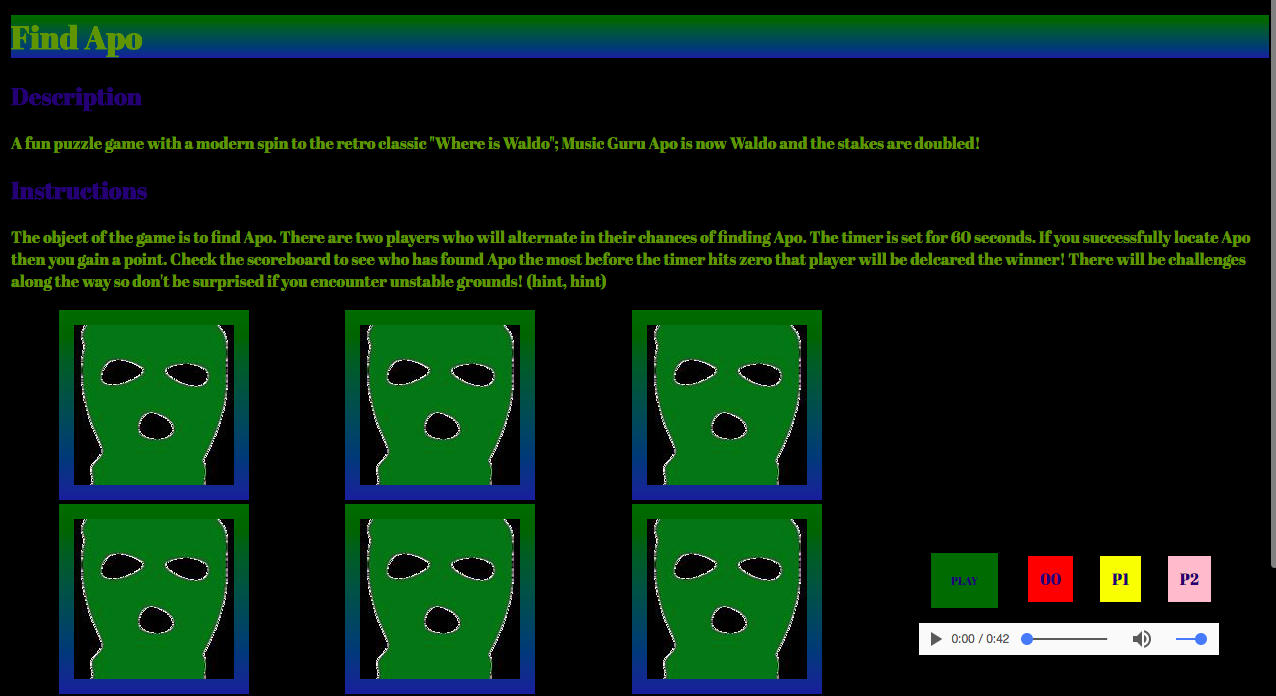 Find Apo
Description
A fun puzzle game with a modern spin to the retro classic "Where is Waldo"; Music Guru Apo is now Waldo and the stakes are doubled!
Instructions
The object of the game is to find Apo. There are two players who will alternate in their chances of finding Apo. The timer is set for 60 seconds. If you successfully locate Apo
then you gain a point. Check the scoreboard to see who has found Apo the most before the timer hits zero that player will be delcared the winner! There will be challenges
along the way so don't be surprised if you encounter unstable grounds! (hint, hint)
PLAY 00 P1 P2
0:00 / 0:42